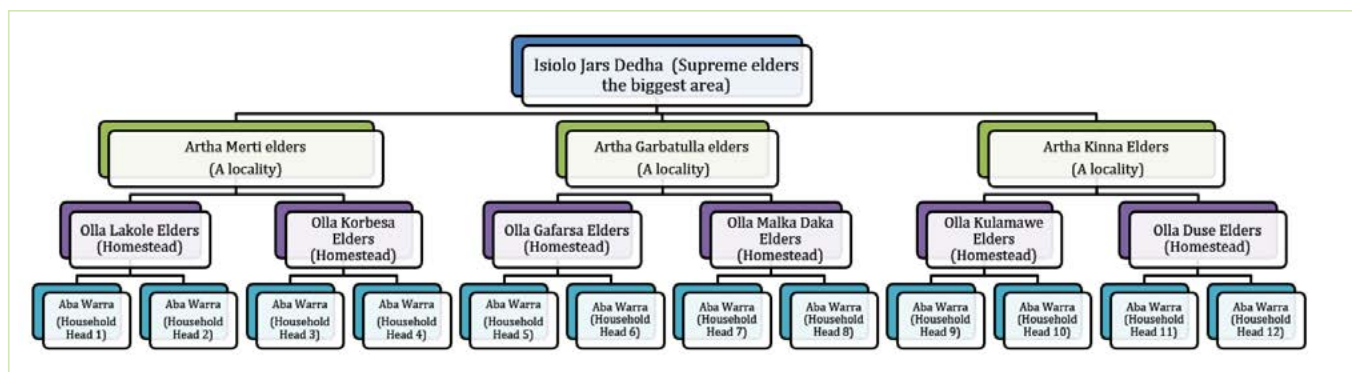 Isiolo Jars Dedha (Supreme elders
the biggest area)
Artha Merti elders
(A locality)
Artha Garbatulla elders
(A locality)
Artha Kinna Elders
(A locality)
Olla Lakole Elders
(Homestead)
Olla Korbesa
Elders
(Homestead)
Olla Gafarsa Elders
(Homestead)
Olla Malka Daka
Elders
(Homestead)
Olla Kulamawe
Elders
(Homestead)
Olla Duse Elders
(Homestead)
Aba Warra
(Household
Head 1)
Aba Warra
(Household
Head 2)
Aba Warra
(Household
Head 3)
Aba Warra
(Household
Head 4)
Aba Warra
(Household
Head 5)
Aba Warra
(Household
Head 6)
Aba Warra
(Household
Head 7)
Aba Warra
(Household
Head 8)
Aba Warra
(Household
Head 9)
Aba Warra
(Household
Head 10)
Aba Warra
(Household
Head 11)
Aba Warra
(Household
Head 12)